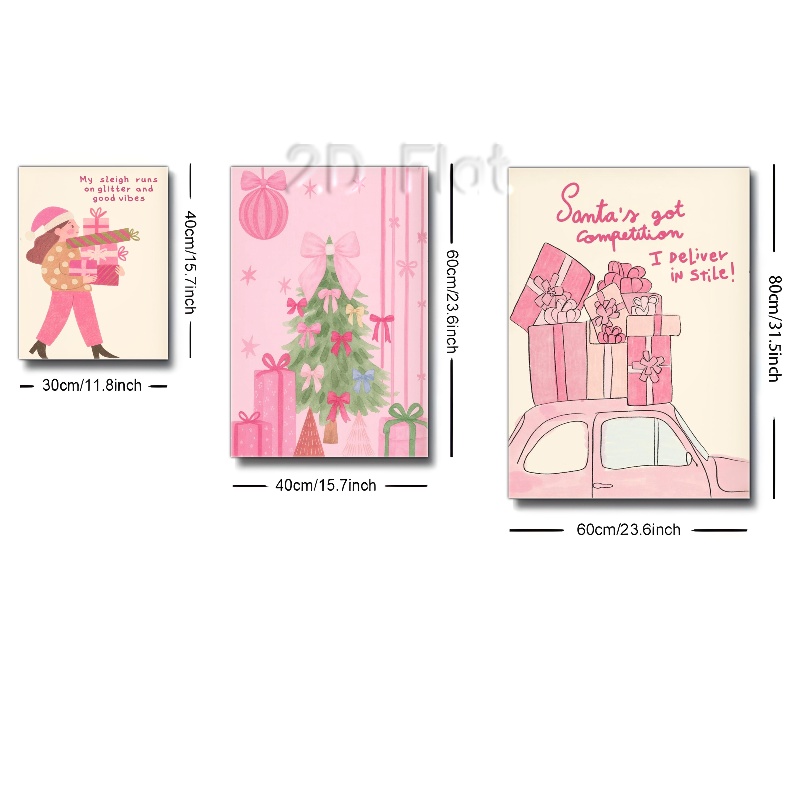 2D Flat
My sleigh runs
on glitter and
good vibes
40cm/15.7inch
30cm/11.8inch
60cm/23.6inch
40cm/15.7inch
Santa's got
competition
I Deliver
in Stile!
80cm/31.5inch
60cm/23.6inch